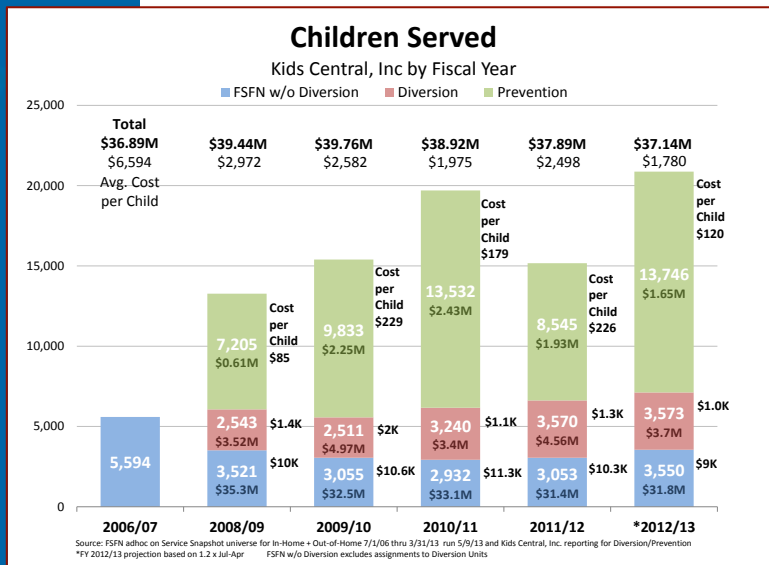 Children Served
Kids Central, Inc by Fiscal Year
FSFN w/o Diversion Diversion Prevention
25,000
20,000
15,000
10,000
5,000
0
Total
$36.89M
$6,594
Avg. Cost
per Child
$39.44M
$2,972
$39.76M
$2,582
$38.92M
$1,975
$37.89M
$2,498
$37.14M
$1,780
5,594
7,205
$0.61M
Cost
per
Child
$85
2,543
$3.52M
$1.4K
3,521
$35.3M
$10K
9,833
$2.25M
Cost
per
Child
$229
2,511
$4.97M
$2K
3,055
$32.5M
$10.6K
13,532
$2.43M
Cost
per
Child
$179
3,240
$3.4M
$1.1K
2,932
$33.1M
$11.3K
8,545
$1.93M
Cost
per
Child
$226
3,570
$4.56M
$1.3K
3,053
$31.4M
$10.3K
13,746
$1.65M
Cost
per
Child
$120
3,573
$3.7M
$1.0K
3,550
$31.8M
$9K
2006/07 2008/09 2009/10 2010/11 2011/12 *2012/13
Source: FSFN adhoc on Service Snapshot universe for In-Home + Out-of-Home 7/1/06 thru 3/31/13 run 5/9/13 and Kids Central, Inc. reporting for Diversion/Prevention
*FY 2012/13 projection based on 1.2 x Jul-Apr FSFN w/o Diversion excludes assignments to Diversion Units